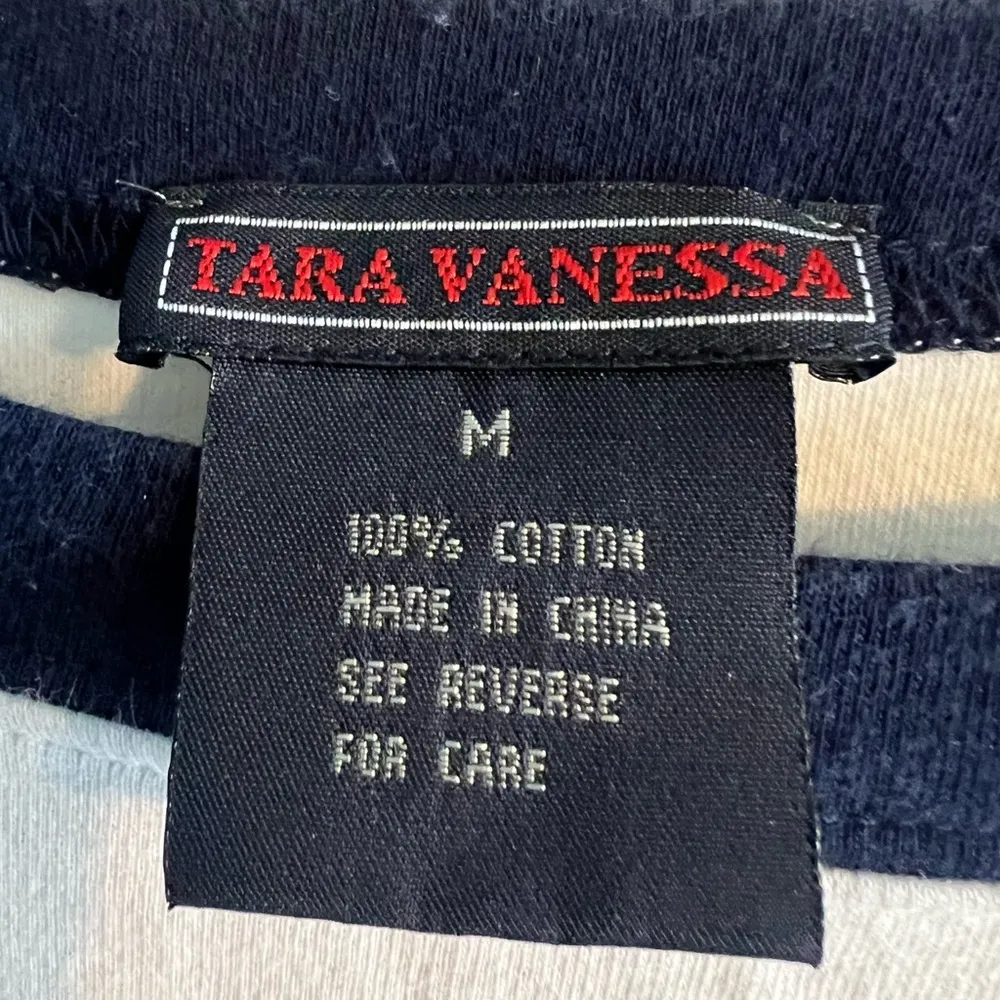 TARA VANESSA
M
100% COTTON
MADE IN CHINA
SEE REVERSE
FOR CARE